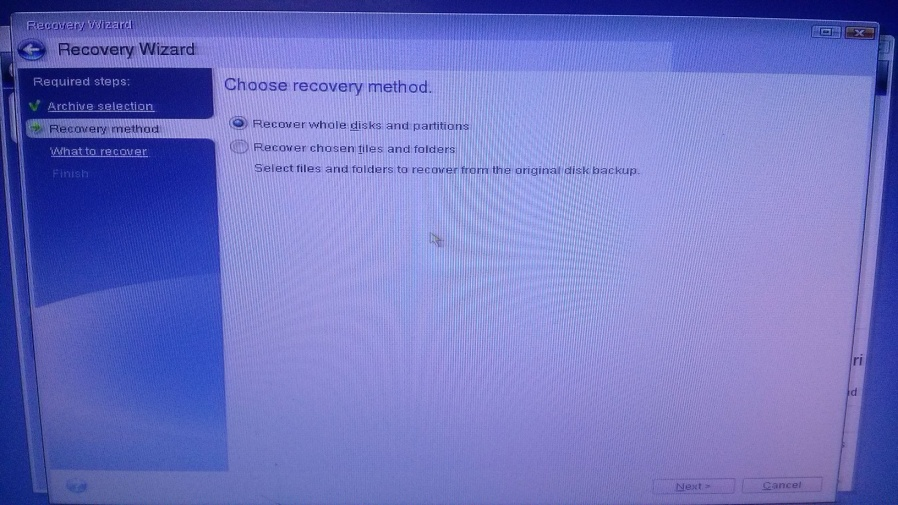 Recovery Wizard
Recovery Wizard
Required steps:
Archive selection
Recovery method
What to recover
Finish
Choose recovery method.
Recover whole disks and partitions
Recover chosen files and folders
Select files and folders to recover from the original disk backup.
ri
Next >
Cancel